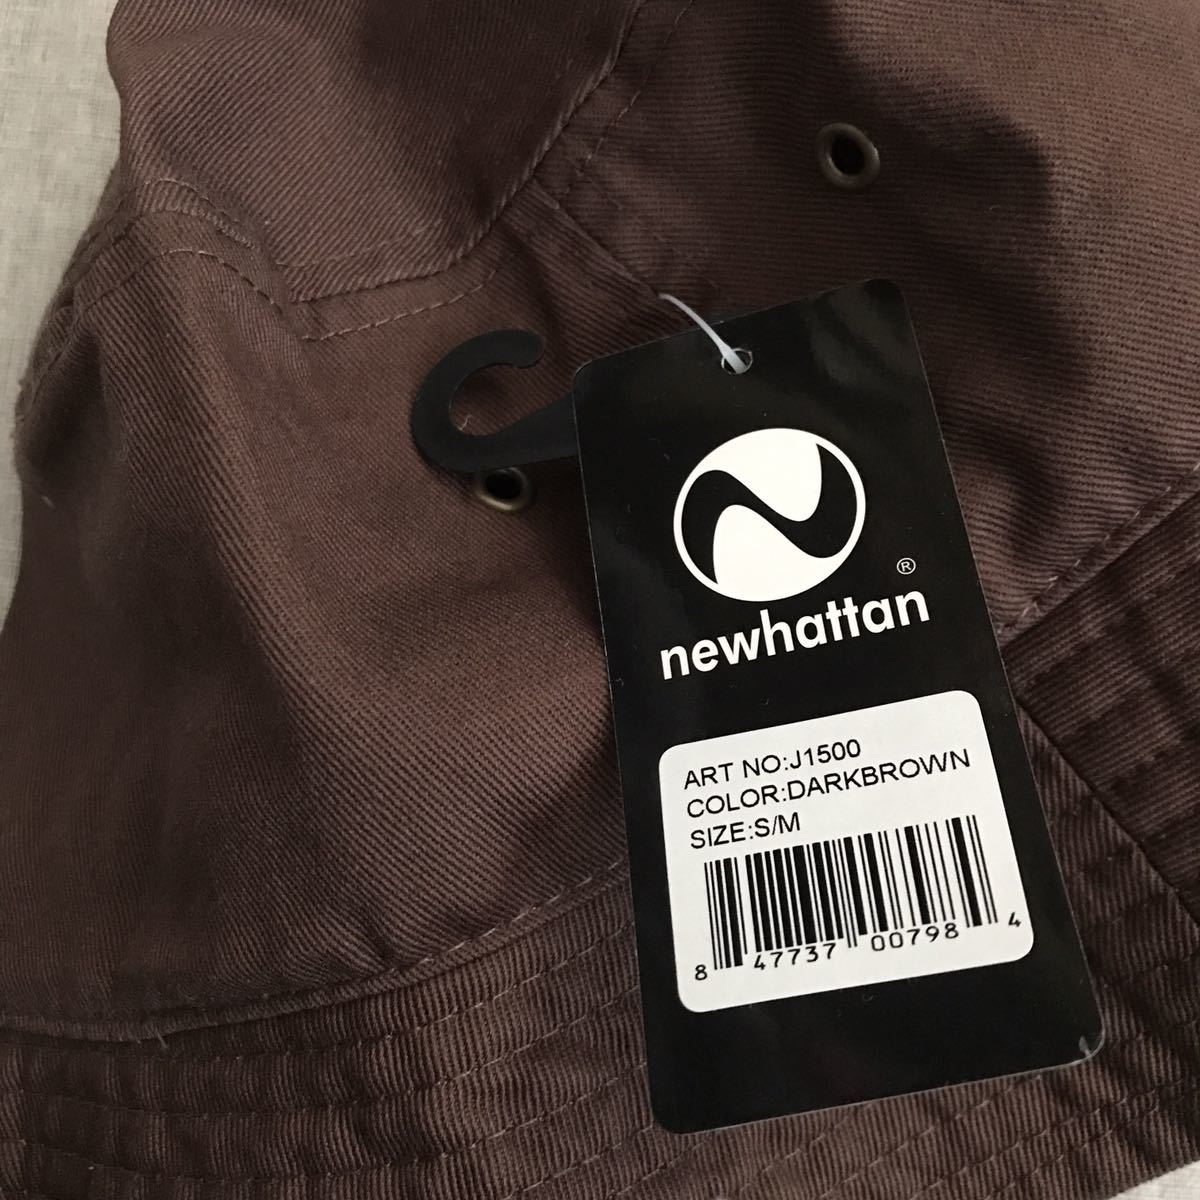 ®
newhattan
ART NO:J1500
COLOR:DARKBROWN
SIZE:S/M
8 47737 00798 4